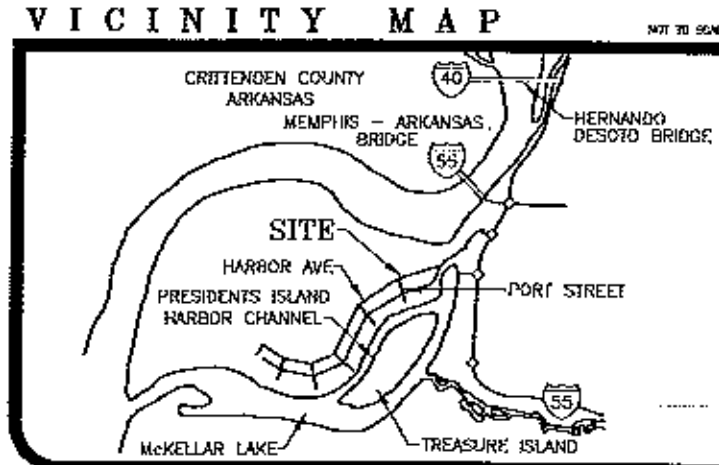 VICINITY MAP
NOT TO SCALE
CRITTENDEN COUNTY
ARKANSAS
40
MEMPHIS – ARKANSAS
BRIDGE
HERNANDO
DESOTO BRIDGE
55
SITE
HARBOR AVE.
PRESIDENTS ISLAND
HARBOR CHANNEL
PORT STREET
55
McKELLAR LAKE
TREASURE ISLAND